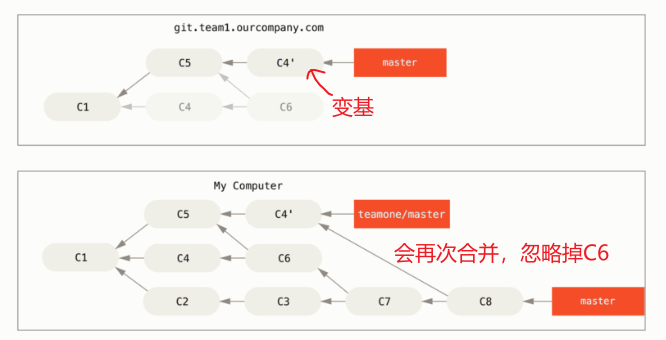 git.team1.ourcompany.com
C5 C4' master
C1 C4 C6
变基
My Computer
C5 C4' teamone/master
会再次合并，忽略掉C6
C1 C4 C6
C2 C3 C7 C8 master